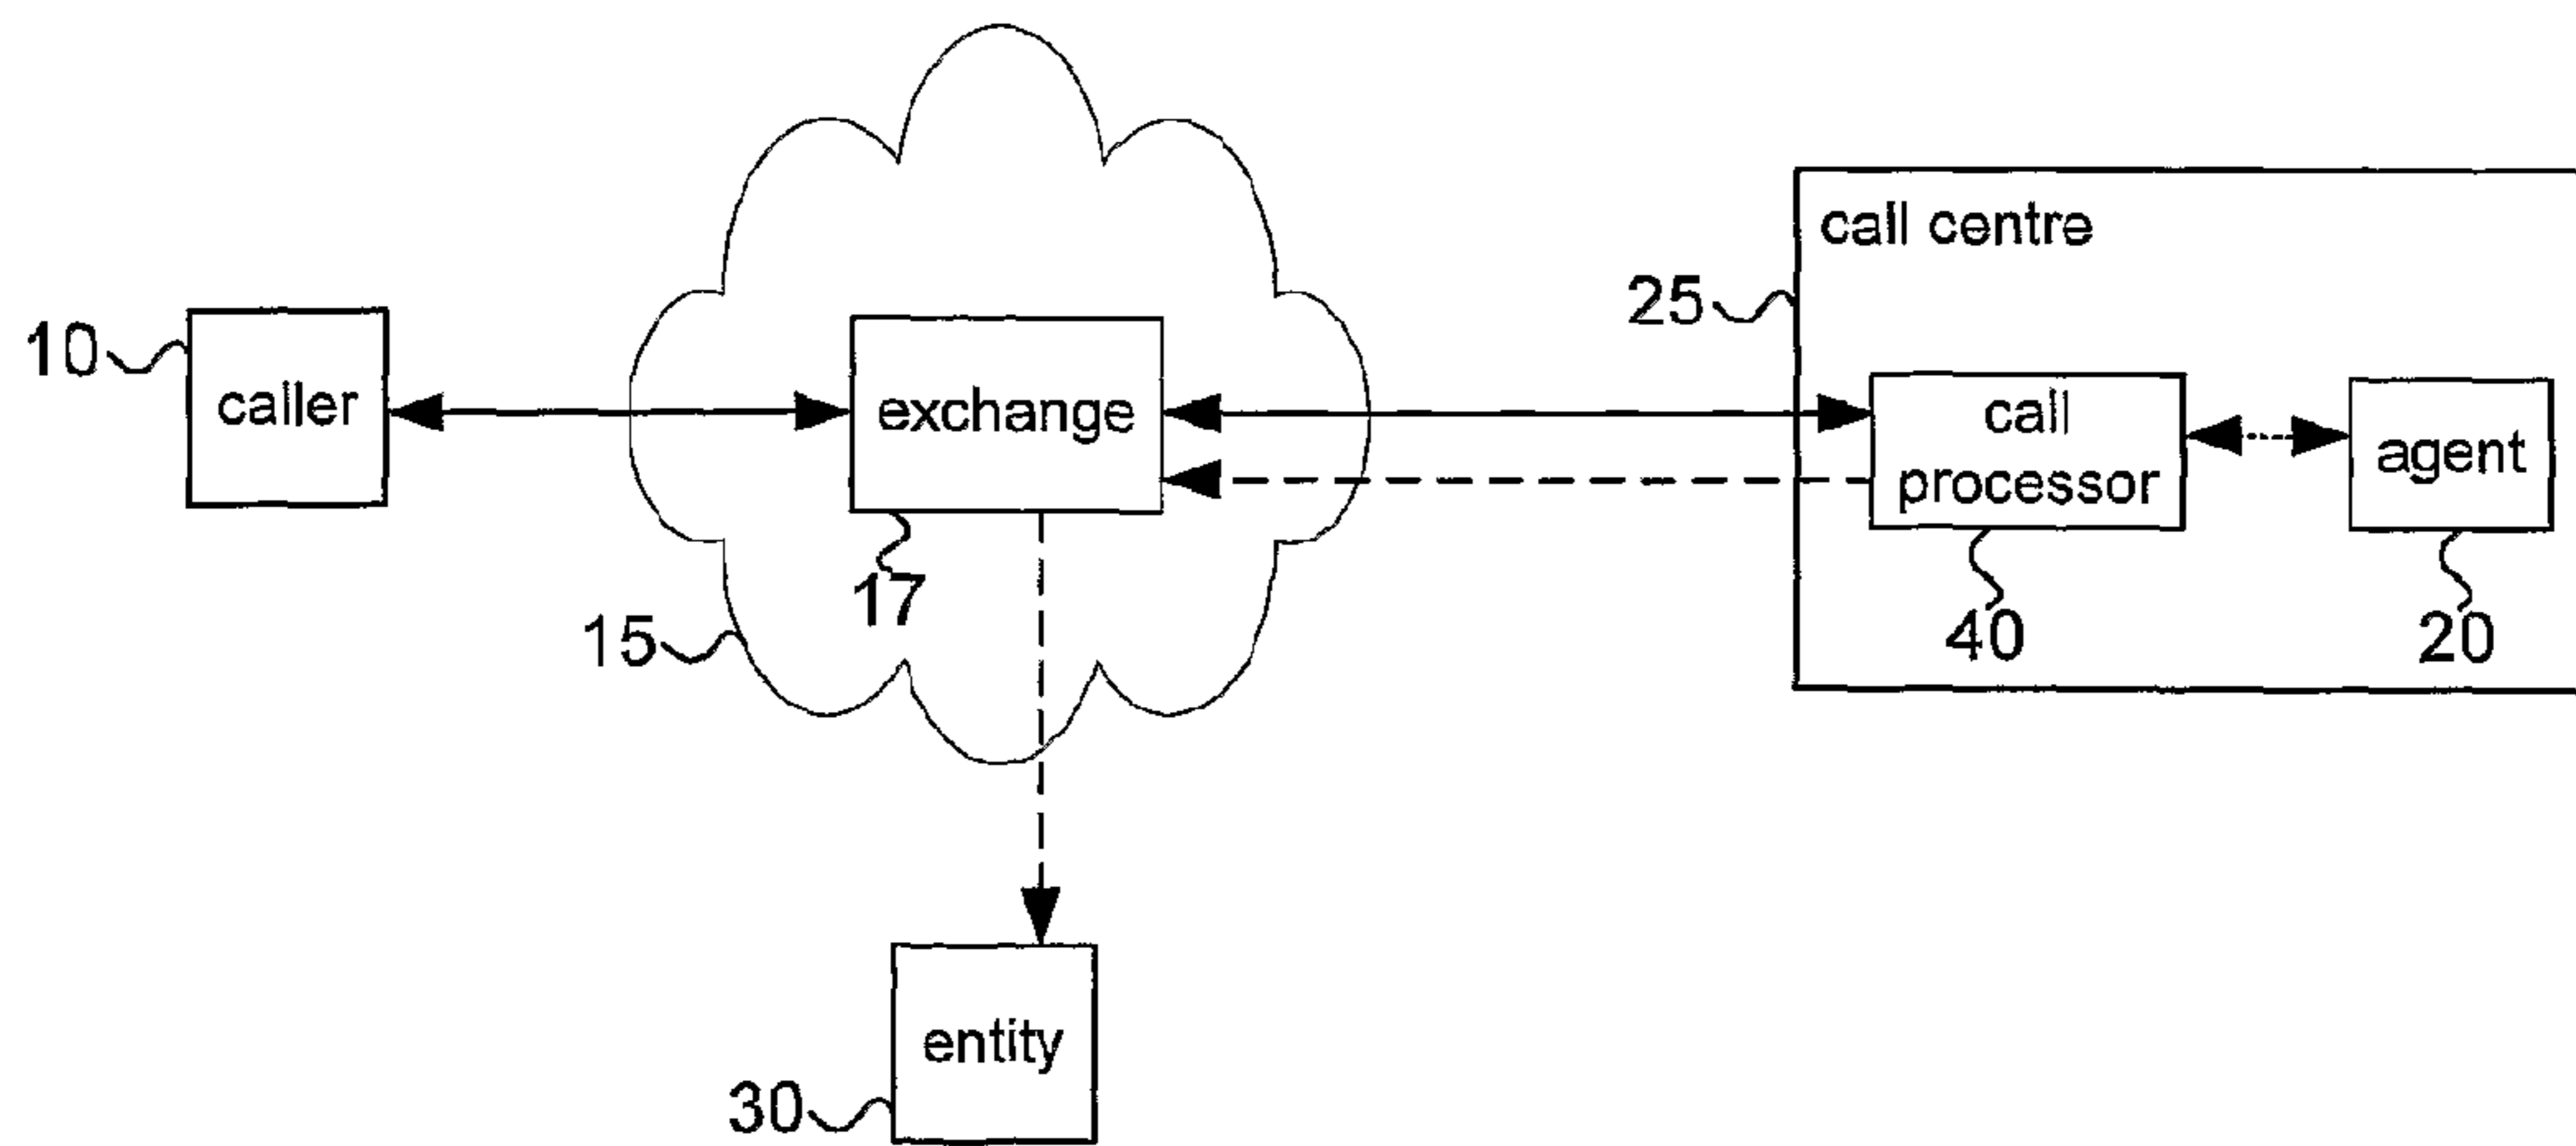 call centre
25
10
caller
exchange
call
processor
agent
17
15
40
20
entity
30